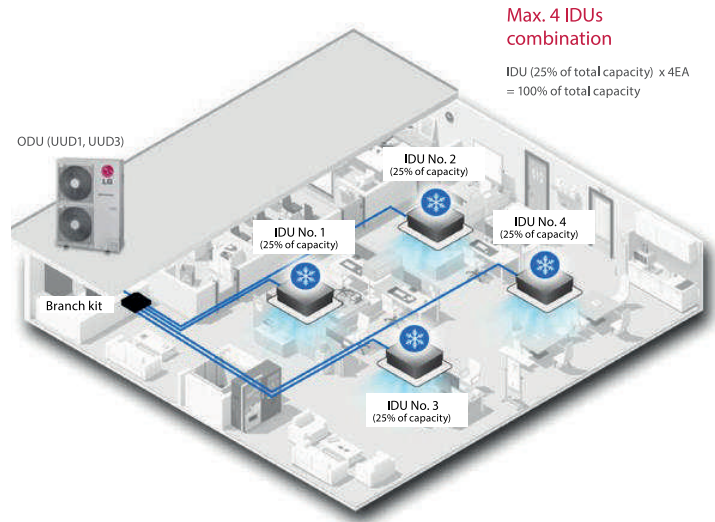 Max. 4 IDUs
combination
IDU (25% of total capacity) x 4EA
= 100% of total capacity
ODU (UUD1, UUD3)
LG
IDU No. 2
(25% of capacity)
IDU No. 1
(25% of capacity)
IDU No. 4
(25% of capacity)
Branch kit
IDU No. 3
(25% of capacity)